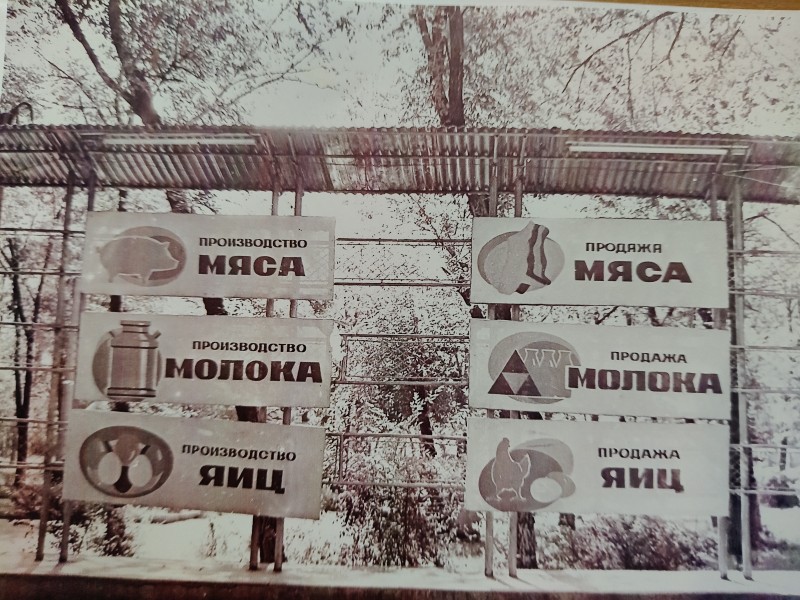 ПРОИЗВОДСТВО
МЯСА
ПРОИЗВОДСТВО
МОЛОКА
ПРОИЗВОДСТВО
ЯИЦ
ПРОДЯЖЯ
МЯСА
ПРОДАЖА
МОЛОКА
ПРОДАЖА
ЯИЦ